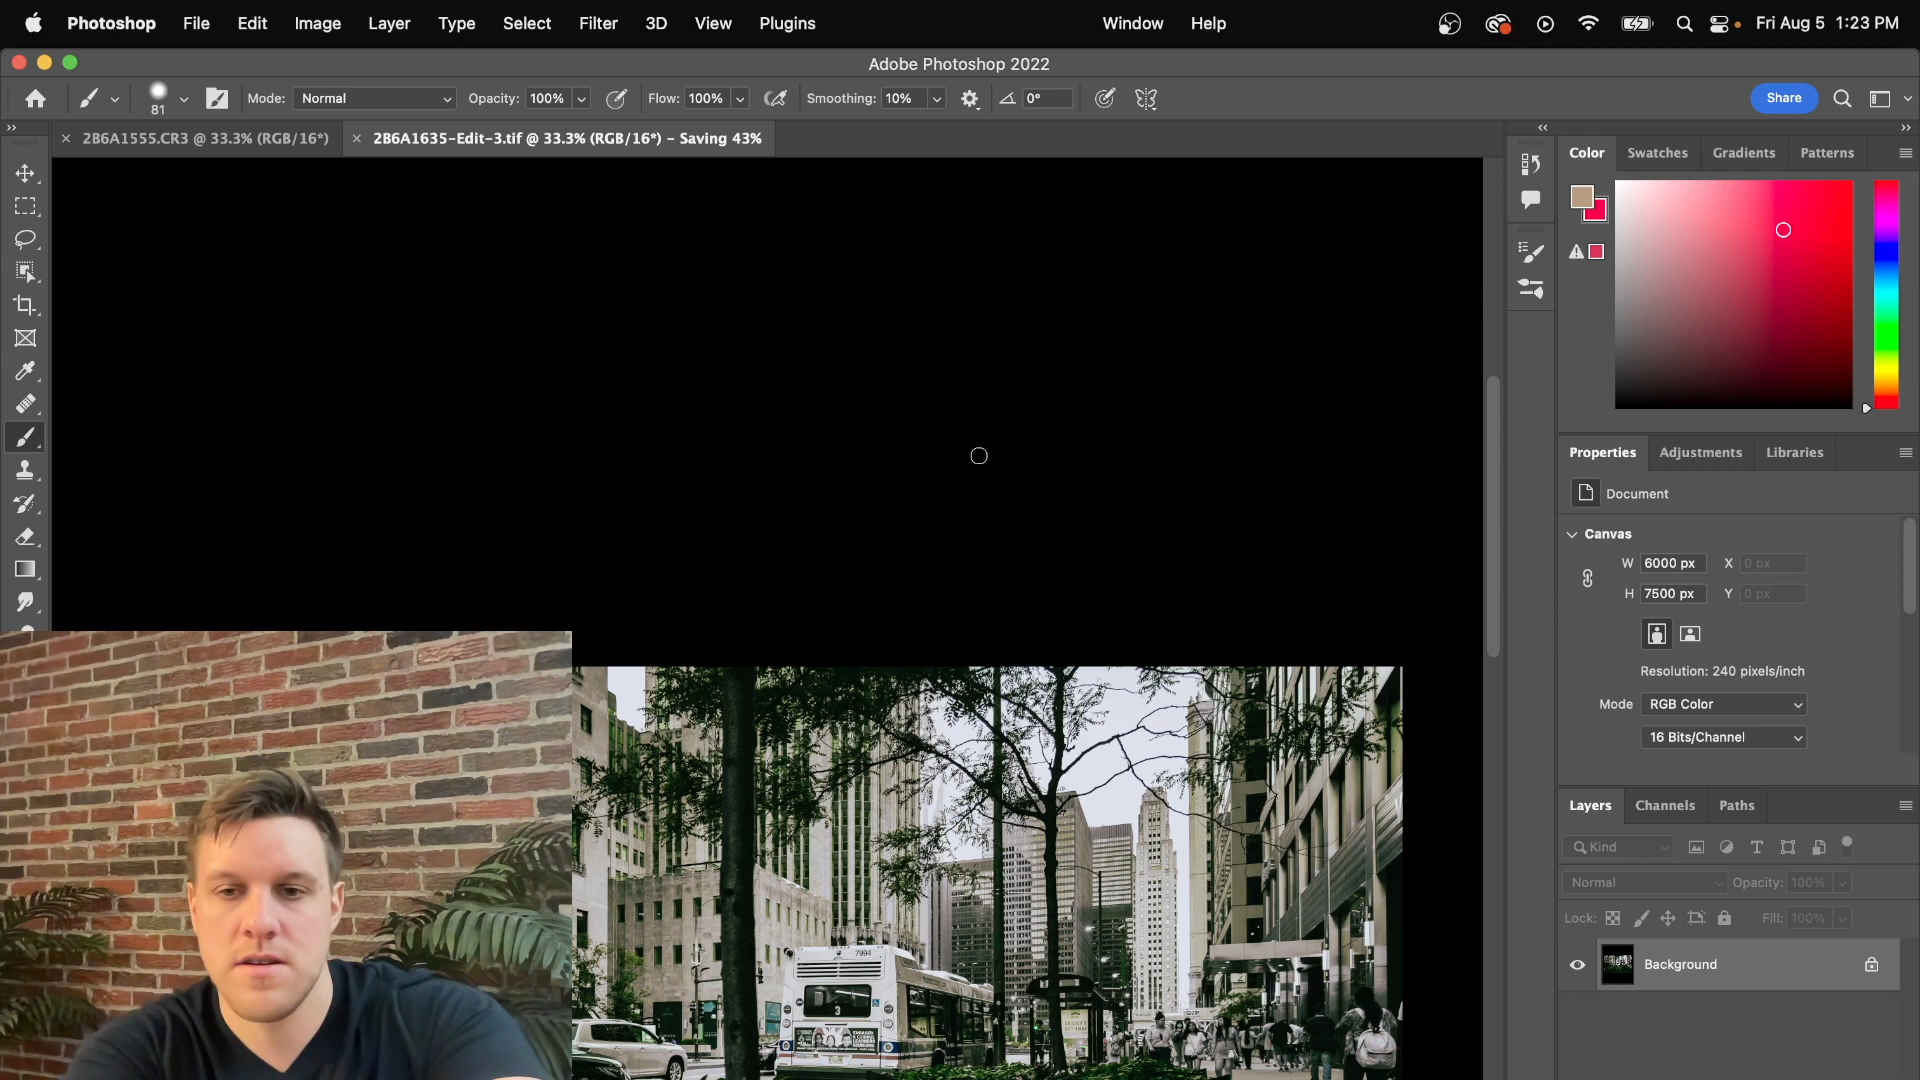 Photoshop File Edit Image Layer Type Select Filter 3D View Plugins Window Help Fri Aug 5 1:23 PM
Adobe Photoshop 2022
81 Mode: Normal Opacity: 100% Flow: 100% Smoothing: 10% 0° Share
2B6A1555.CR3 @ 33.3% (RGB/16*) 2B6A1635-Edit-3.tif @ 33.3% (RGB/16*) – Saving 43%
Color Swatches Gradients Patterns
Properties Adjustments Libraries
Document
Canvas
W 6000 px X 0 px
H 7500 px Y 0 px
Resolution: 240 pixels/inch
Mode RGB Color
16 Bits/Channel
Layers Channels Paths
Kind
Normal Opacity: 100%
Lock: Fill: 100%
Background
7994
3